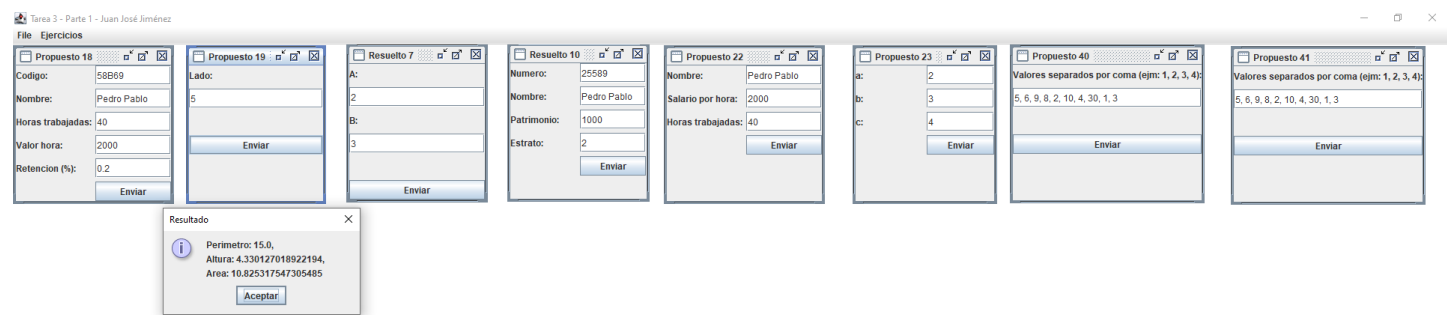 Tarea 3 - Parte 1 - Juan José Jiménez
File Ejercicios
Propuesto 18
Codigo: 58B69
Nombre: Pedro Pablo
Horas trabajadas: 40
Valor hora: 2000
Retencion (%): 0.2
Enviar
Propuesto 19
Lado:
5
Enviar
Resuelto 7
A:
2
B:
3
Enviar
Resuelto 10
Numero: 25589
Nombre: Pedro Pablo
Patrimonio: 1000
Estrato: 2
Enviar
Propuesto 22
Nombre: Pedro Pablo
Salario por hora: 2000
Horas trabajadas: 40
Enviar
Propuesto 23
a: 2
b: 3
c: 4
Enviar
Propuesto 40
Valores separados por coma (ejm: 1, 2, 3, 4):
5, 6, 9, 8, 2, 10, 4, 30, 1, 3
Enviar
Propuesto 41
Valores separados por coma (ejm: 1, 2, 3, 4):
5, 6, 9, 8, 2, 10, 4, 30, 1, 3
Enviar
Resultado
Perimetro: 15.0,
Altura: 4.330127018922194,
Area: 10.825317547305485
Aceptar